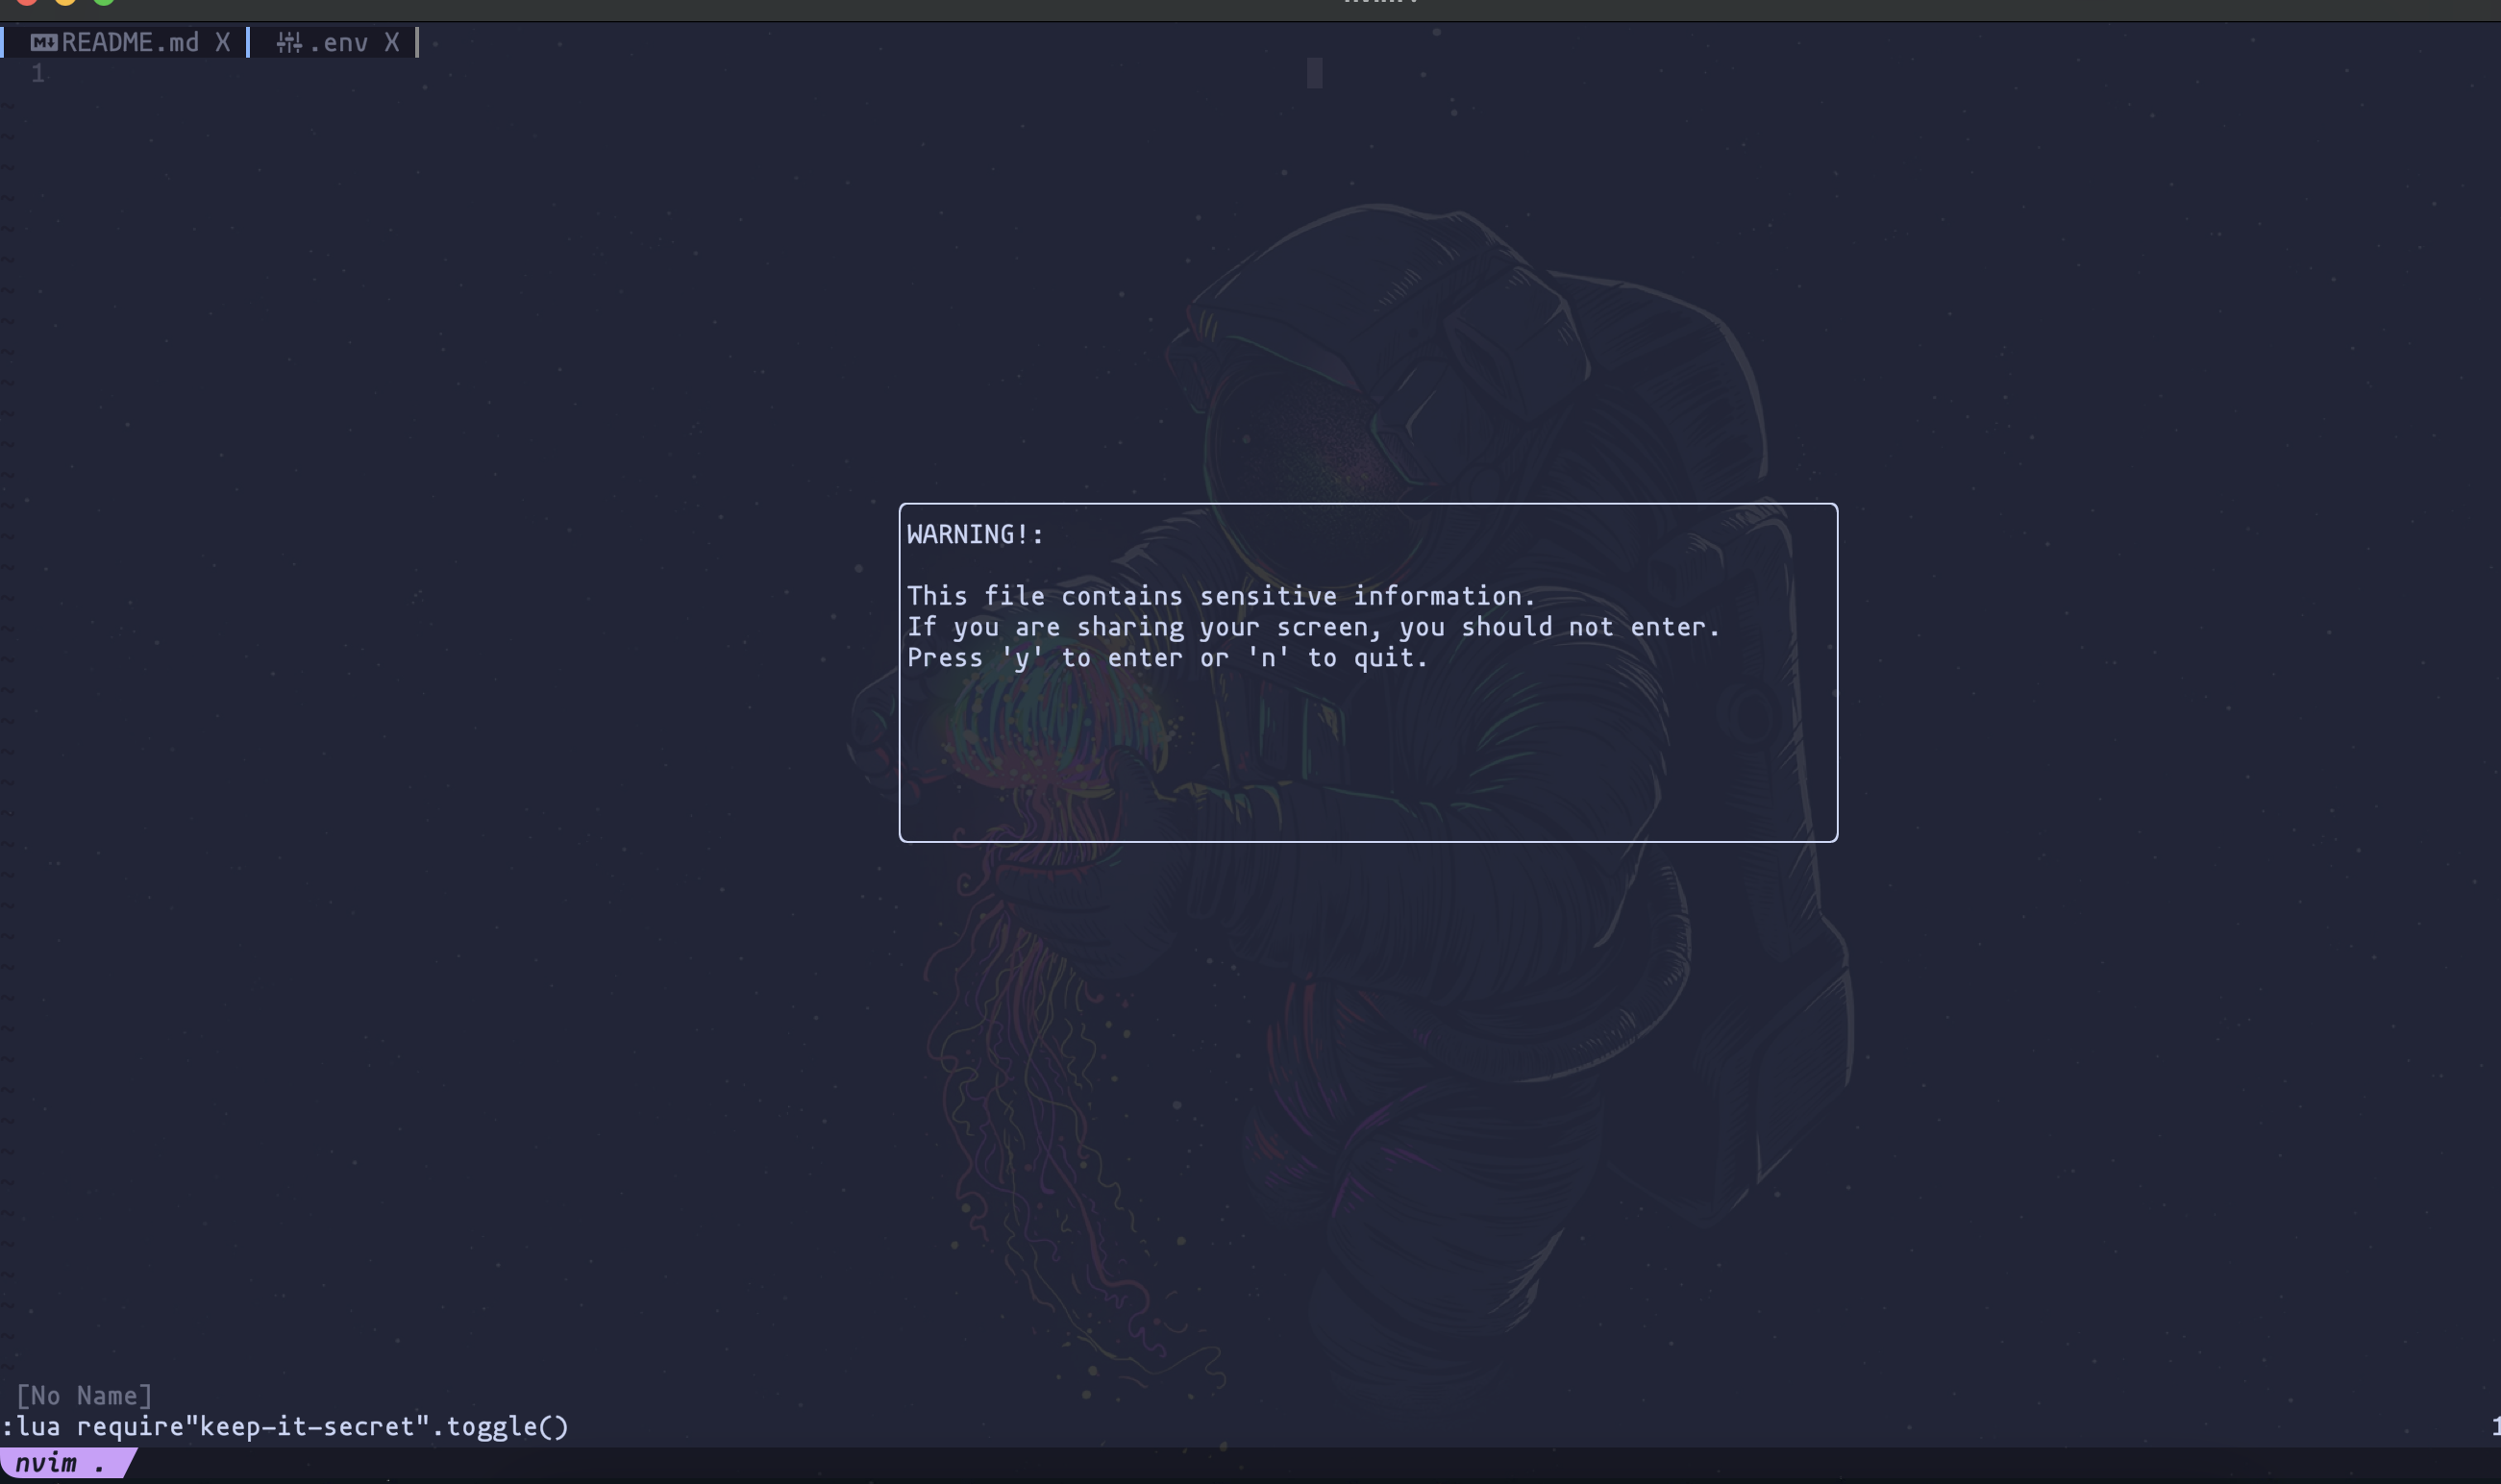 README.md X .env X
1
WARNING!:
This file contains sensitive information.
If you are sharing your screen, you should not enter.
Press 'y' to enter or 'n' to quit.
[No Name]
:lua require"keep-it-secret".toggle()
1
nvim .